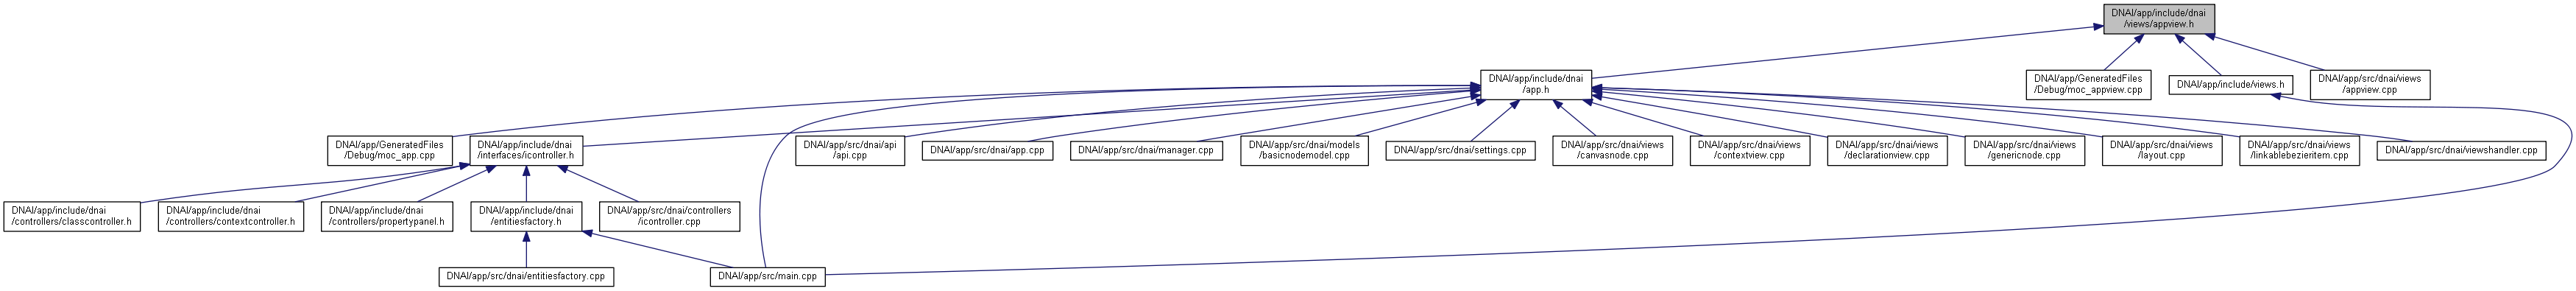 DNAI/app/include/dnai
/views/appview.h
DNAI/app/include/dnai
/app.h
DNAI/app/GeneratedFiles
/Debug/moc_appview.cpp
DNAI/app/include/views.h
DNAI/app/src/dnai/views
/appview.cpp
DNAI/app/GeneratedFiles
/Debug/moc_app.cpp
DNAI/app/include/dnai
/interfaces/icontroller.h
DNAI/app/src/dnai/api
/api.cpp
DNAI/app/src/dnai/app.cpp
DNAI/app/src/dnai/manager.cpp
DNAI/app/src/dnai/models
/basicnodemodel.cpp
DNAI/app/src/dnai/settings.cpp
DNAI/app/src/dnai/views
/canvasnode.cpp
DNAI/app/src/dnai/views
/contextview.cpp
DNAI/app/src/dnai/views
/declarationview.cpp
DNAI/app/src/dnai/views
/genericnode.cpp
DNAI/app/src/dnai/views
/layout.cpp
DNAI/app/src/dnai/views
/linkablebezieritem.cpp
DNAI/app/src/dnai/viewshandler.cpp
DNAI/app/include/dnai
/controllers/classcontroller.h
DNAI/app/include/dnai
/controllers/contextcontroller.h
DNAI/app/include/dnai
/controllers/propertypanel.h
DNAI/app/include/dnai
/entitiesfactory.h
DNAI/app/src/dnai/controllers
/icontroller.cpp
DNAI/app/src/dnai/entitiesfactory.cpp
DNAI/app/src/main.cpp